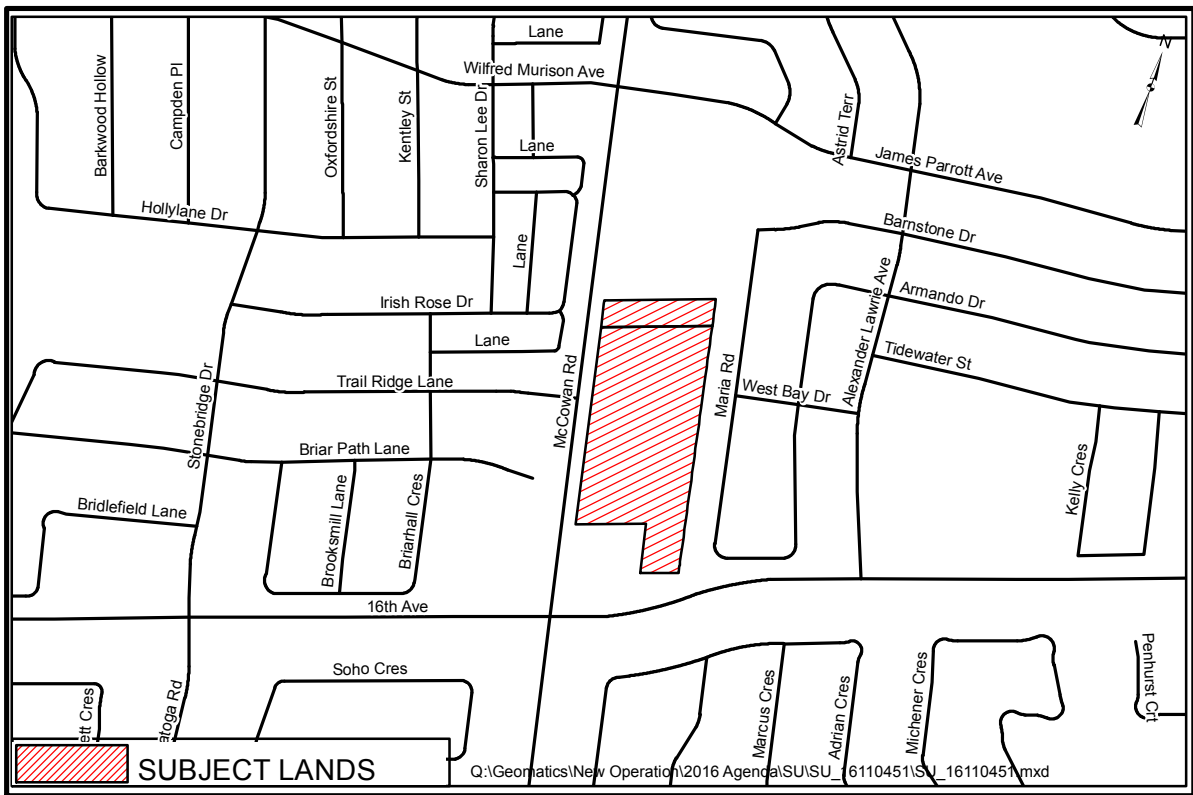 Lane
Wilfred Murison Ave
N
Barkwood Hollow
Campden Pl
Oxfordshire St
Kentley St
Sharon Lee Dr
Astrid Terr
Lane
James Parrott Ave
Hollylane Dr
Barnstone Dr
Lane
Alexander Lawrie Ave
Armando Dr
Irish Rose Dr
Lane
Tidewater St
Trail Ridge Lane
McCowan Rd
Maria Rd
West Bay Dr
Stonebridge Dr
Briar Path Lane
Kelly Cres
Bridlefield Lane
Brooksmill Lane
Briarhall Cres
16th Ave
Soho Cres
Penhurst Crt
ett Cres
atoga Rd
Marcus Cres
Adrian Cres
Michener Cres
SUBJECT LANDS
Q:\Geomatics\New Operation\2016 Agenda\SU\SU_16110451\SU_16110451.mxd